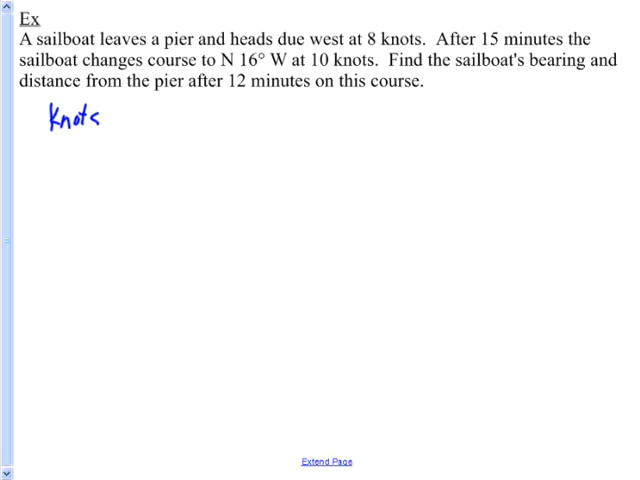 Ex
A sailboat leaves a pier and heads due west at 8 knots. After 15 minutes the
sailboat changes course to N 16° W at 10 knots. Find the sailboat's bearing and
distance from the pier after 12 minutes on this course.
Knots
Extend Page